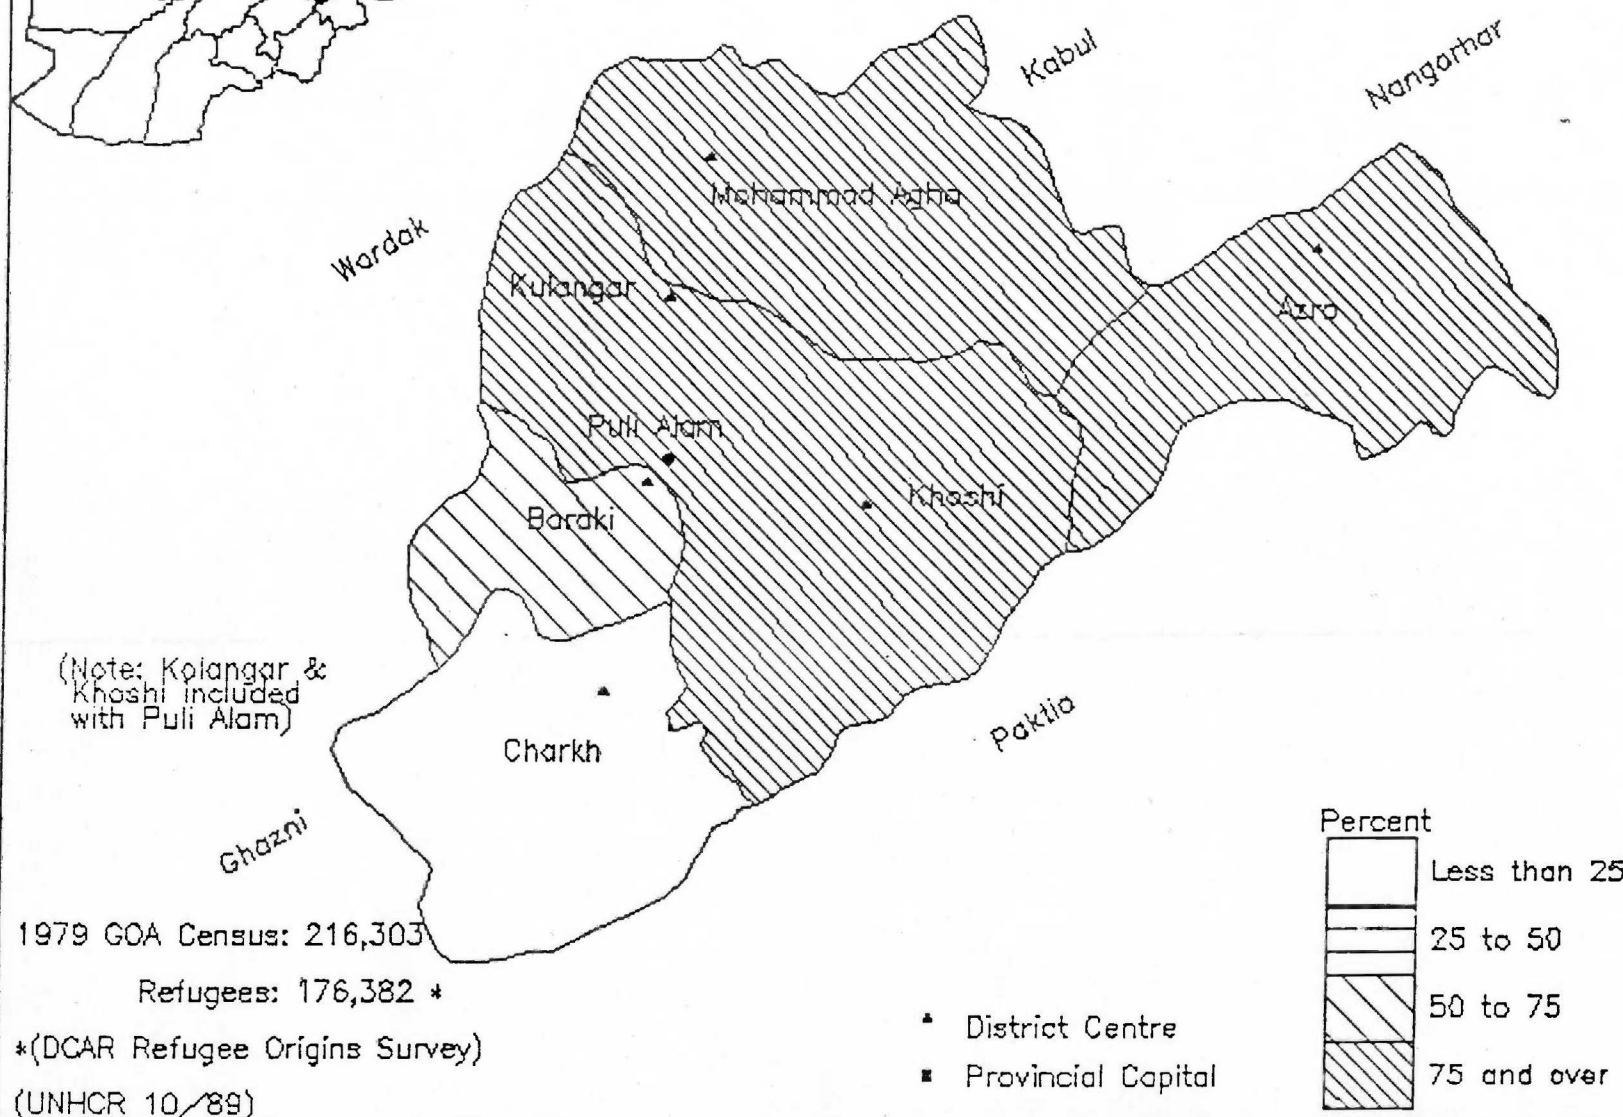 Kabul
Nangarhar
Wardak
Mohammad Agha
Kulangar
Azro
Puli Alam
Khoshi
Baraki
(Note: Kolangar &
Khoshi included
with Puli Alam)
Charkh
Paktia
Ghazni
Percent
Less than 25
25 to 50
50 to 75
75 and over
1979 GOA Census: 216,303
Refugees: 176,382 *
*(DCAR Refugee Origins Survey)
(UNHCR 10/89)
District Centre
Provincial Capital